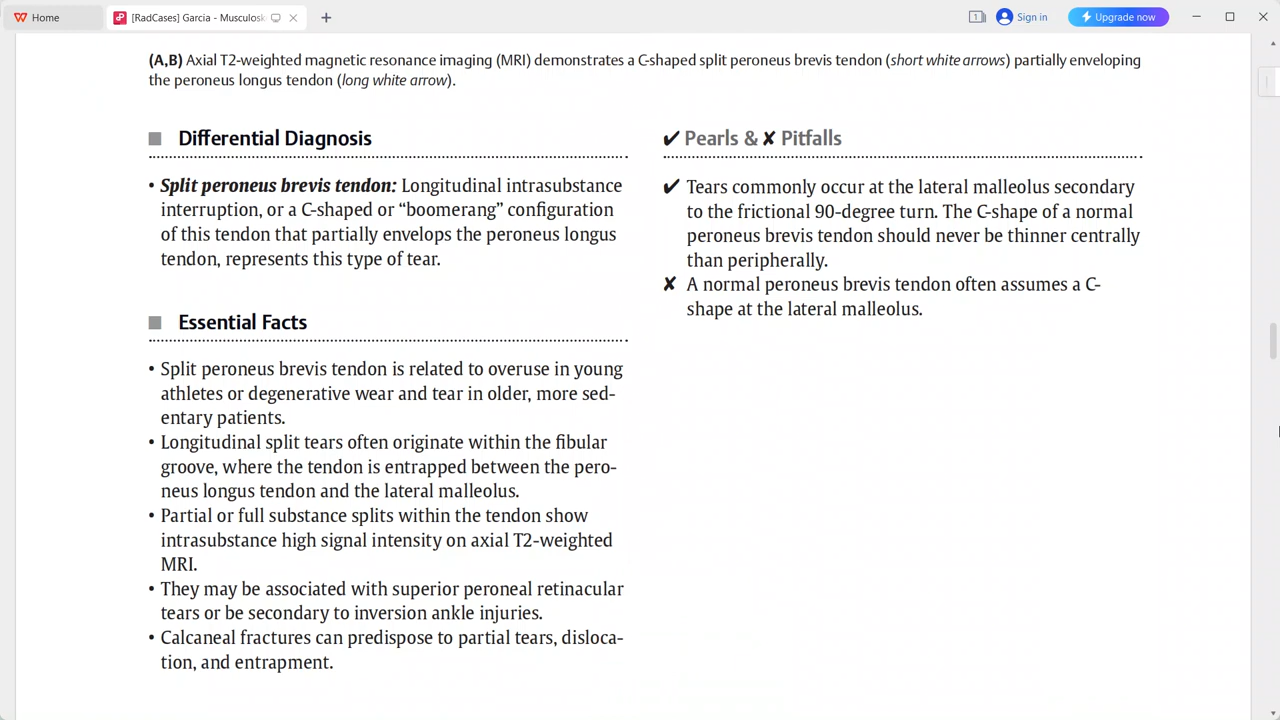 Home
[RadCases] Garcia - Musculosk
Sign in
Upgrade now
(A,B) Axial T2-weighted magnetic resonance imaging (MRI) demonstrates a C-shaped split peroneus brevis tendon (short white arrows) partially enveloping
the peroneus longus tendon (long white arrow).
Differential Diagnosis
• Split peroneus brevis tendon: Longitudinal intrasubstance
interruption, or a C-shaped or “boomerang” configuration
of this tendon that partially envelops the peroneus longus
tendon, represents this type of tear.
Essential Facts
• Split peroneus brevis tendon is related to overuse in young
athletes or degenerative wear and tear in older, more sed-
entary patients.
• Longitudinal split tears often originate within the fibular
groove, where the tendon is entrapped between the pero-
neus longus tendon and the lateral malleolus.
• Partial or full substance splits within the tendon show
intrasubstance high signal intensity on axial T2-weighted
MRI.
• They may be associated with superior peroneal retinacular
tears or be secondary to inversion ankle injuries.
• Calcaneal fractures can predispose to partial tears, disloca-
tion, and entrapment.
✔ Pearls & ✘ Pitfalls
✔ Tears commonly occur at the lateral malleolus secondary
to the frictional 90-degree turn. The C-shape of a normal
peroneus brevis tendon should never be thinner centrally
than peripherally.
✘ A normal peroneus brevis tendon often assumes a C-
shape at the lateral malleolus.